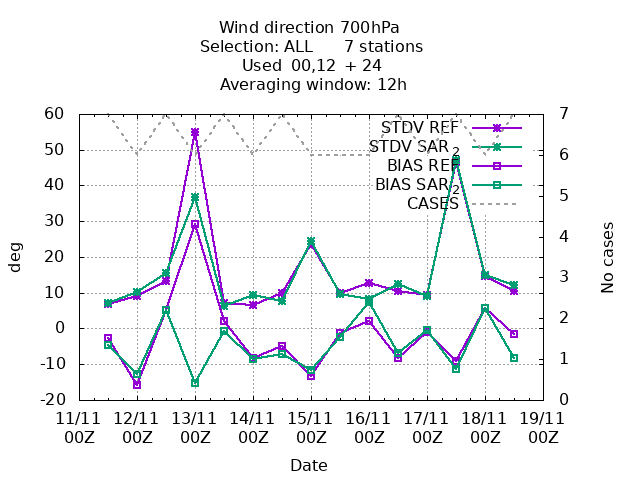 Wind direction 700hPa
Selection: ALL 7 stations
Used 00,12 + 24
Averaging window: 12h
60 7
STDV REF
STDV SAR2
50 6
BIAS REF
40 5
BIAS SAR2
CASES
30 4
20 3
10 2
0
-10 1
-20 0
deg
No cases
11/11 12/11 13/11 14/11 15/11 16/11 17/11 18/11 19/11
00Z 00Z 00Z 00Z 00Z 00Z 00Z 00Z 00Z
Date